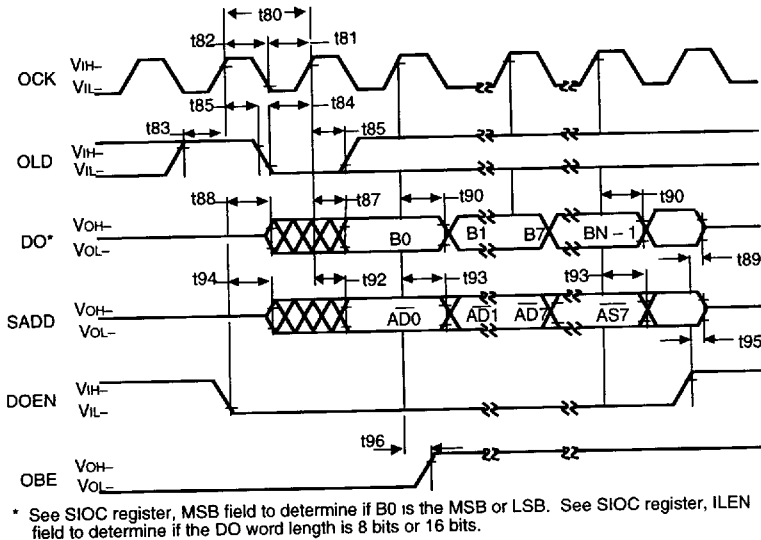 t80
t82 t81
OCK VIH– VIL–
t85 t84
t83 t85
OLD VIH– VIL–
t88 t87 t90 t90
DO* VOH– VOL– B0 B1 B7 BN – 1
t89
t94 t92 t93 t93
SADD VOH– VOL– AD0 AD1 AD7 AS7
t95
DOEN VIH– VIL–
t96
OBE VOH– VOL–
* See SIOC register, MSB field to determine if B0 is the MSB or LSB. See SIOC register, ILEN
field to determine if the DO word length is 8 bits or 16 bits.